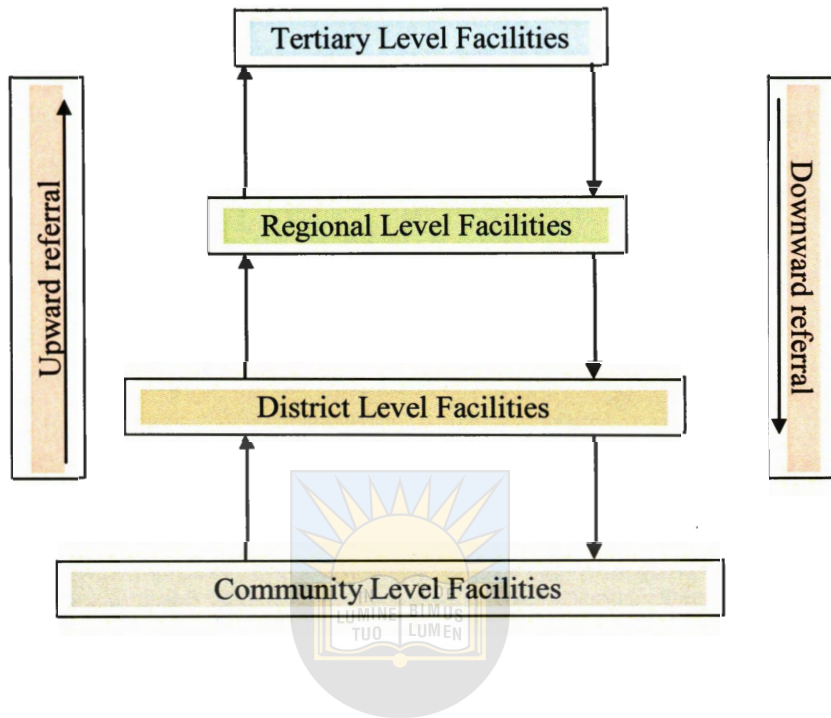 Tertiary Level Facilities
Upward referral
Downward referral
Regional Level Facilities
District Level Facilities
Community Level Facilities
LUMINE BIMUS
TUO LUMEN